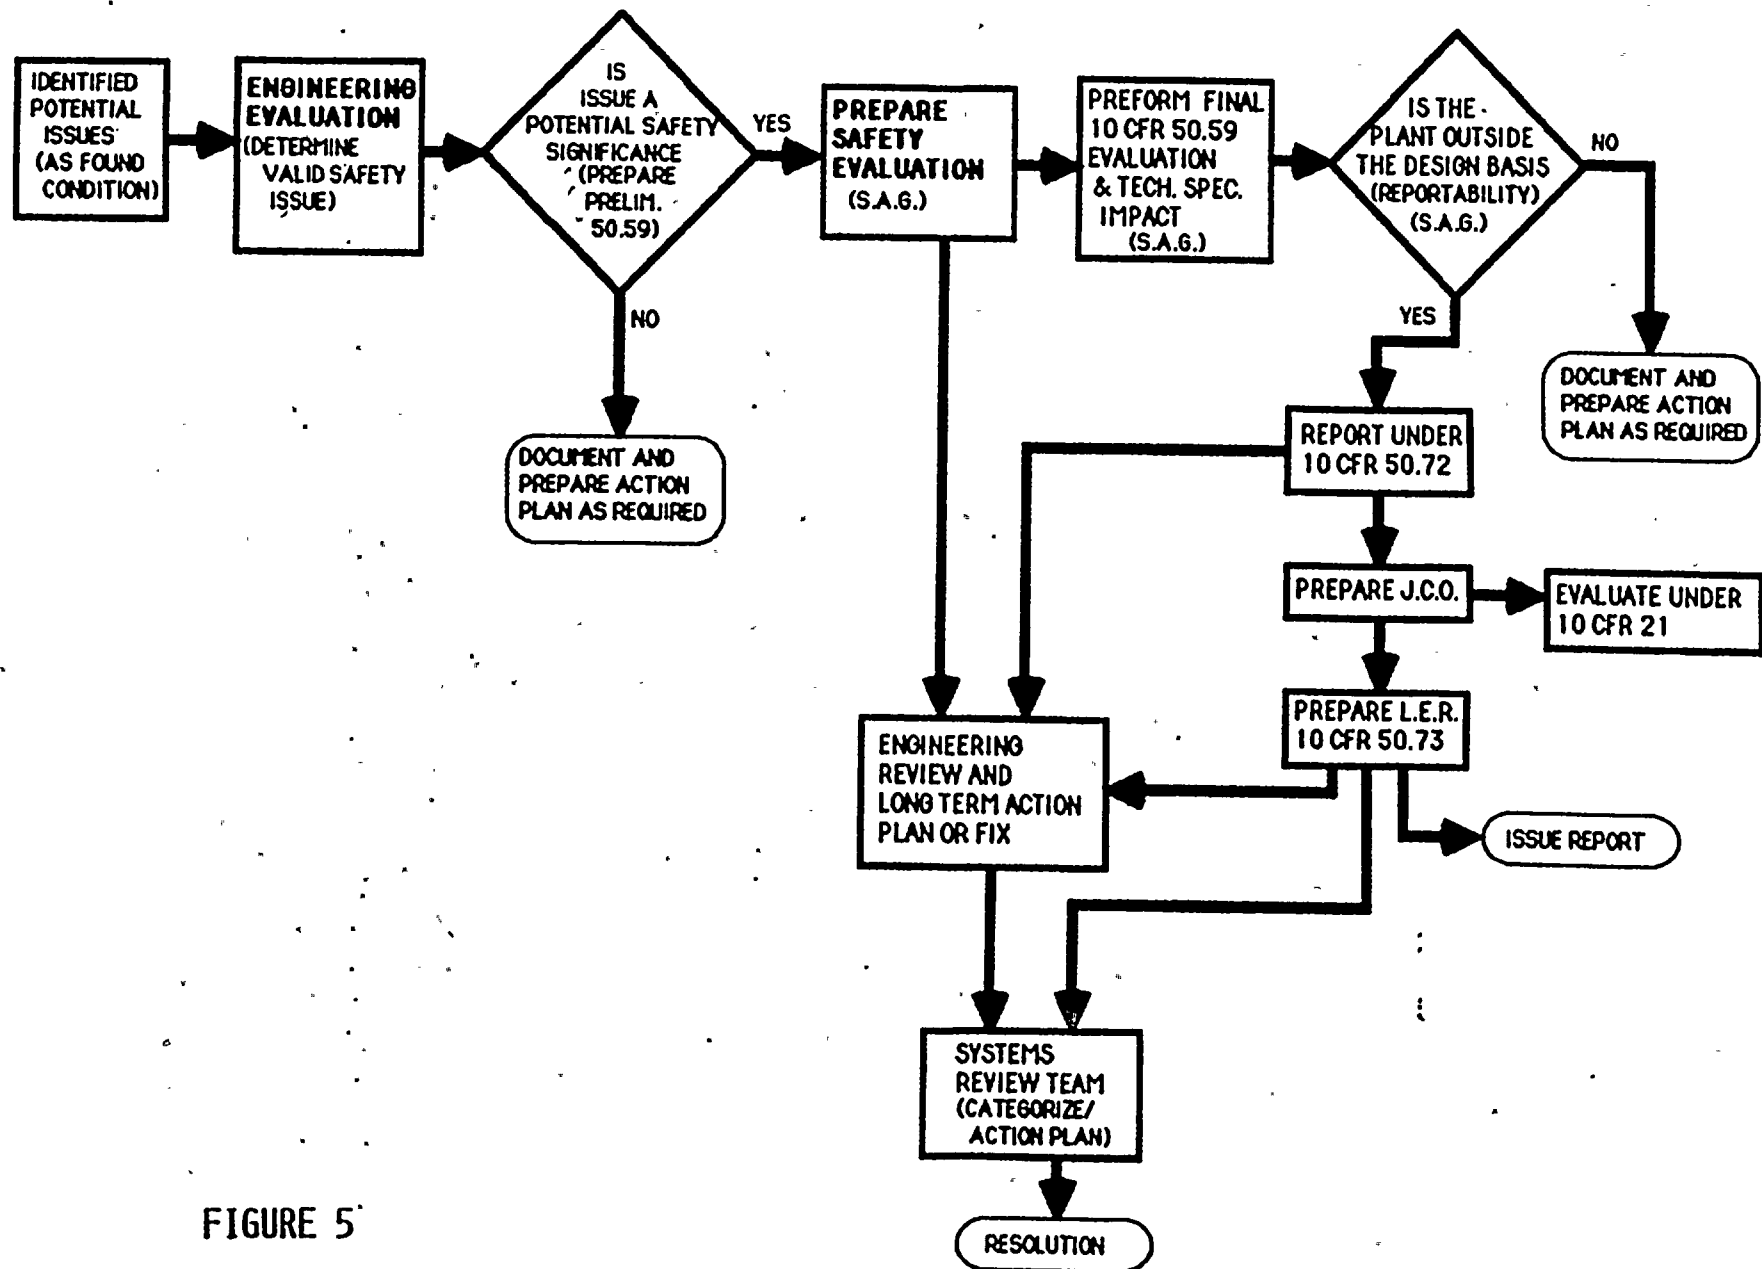 IDENTIFIED
POTENTIAL
ISSUES
(AS FOUND
CONDITION)
ENGINEERING
EVALUATION
(DETERMINE
VALID SAFETY
ISSUE)
IS
ISSUE A
POTENTIAL SAFETY
SIGNIFICANCE
(PREPARE
PRELIM.
50.59)
YES
NO
DOCUMENT AND
PREPARE ACTION
PLAN AS REQUIRED
PREPARE
SAFETY
EVALUATION
(S.A.G.)
PREFORM FINAL
10 CFR 50.59
EVALUATION
& TECH. SPEC.
IMPACT
(S.A.G.)
IS THE
PLANT OUTSIDE
THE DESIGN BASIS
(REPORTABILITY)
(S.A.G.)
NO
YES
DOCUMENT AND
PREPARE ACTION
PLAN AS REQUIRED
REPORT UNDER
10 CFR 50.72
PREPARE J.C.O.
EVALUATE UNDER
10 CFR 21
PREPARE L.E.R.
10 CFR 50.73
ISSUE REPORT
ENGINEERING
REVIEW AND
LONG TERM ACTION
PLAN OR FIX
SYSTEMS
REVIEW TEAM
(CATEGORIZE/
ACTION PLAN)
RESOLUTION
FIGURE 5